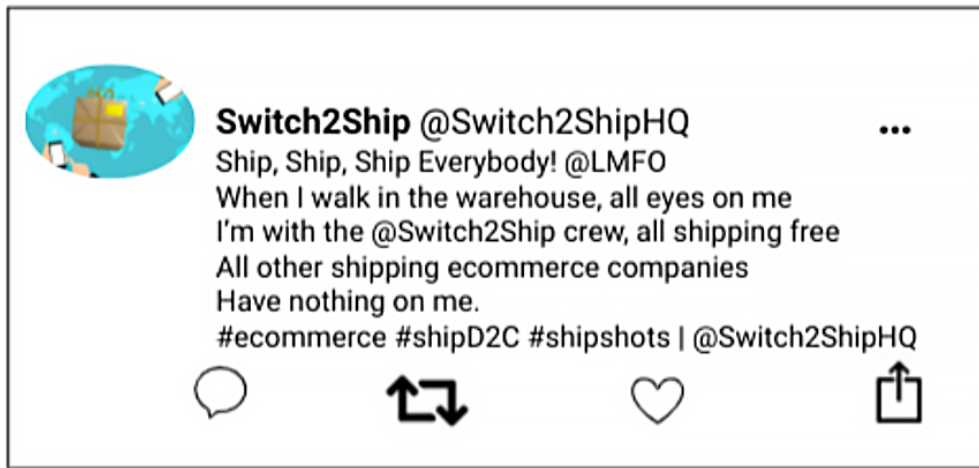 Switch2Ship @Switch2ShipHQ
Ship, Ship, Ship Everybody! @LMFO
When I walk in the warehouse, all eyes on me
I'm with the @Switch2Ship crew, all shipping free
All other shipping ecommerce companies
Have nothing on me.
#ecommerce #shipD2C #shipshots | @Switch2ShipHQ